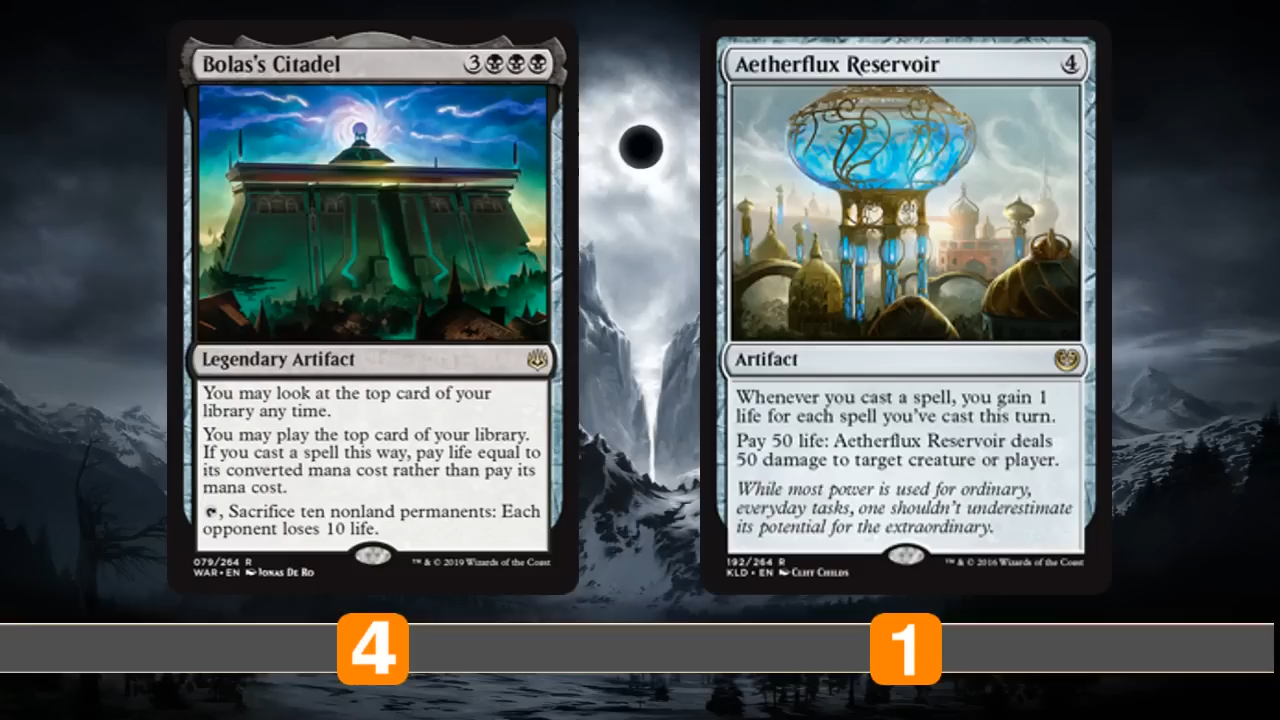 Bolas's Citadel 3
Legendary Artifact
You may look at the top card of your
library any time.
You may play the top card of your library.
If you cast a spell this way, pay life equal to
its converted mana cost rather than pay its
mana cost.
, Sacrifice ten nonland permanents: Each
opponent loses 10 life.
079/264 R
WAR • EN Jonas De Ro
™ & © 2019 Wizards of the Coast
4
Aetherflux Reservoir 4
Artifact
Whenever you cast a spell, you gain 1
life for each spell you've cast this turn.
Pay 50 life: Aetherflux Reservoir deals
50 damage to target creature or player.
While most power is used for ordinary,
everyday tasks, one shouldn't underestimate
its potential for the extraordinary.
192/264 R
KLD • EN Cliff Childs
™ & © 2016 Wizards of the Coast
1